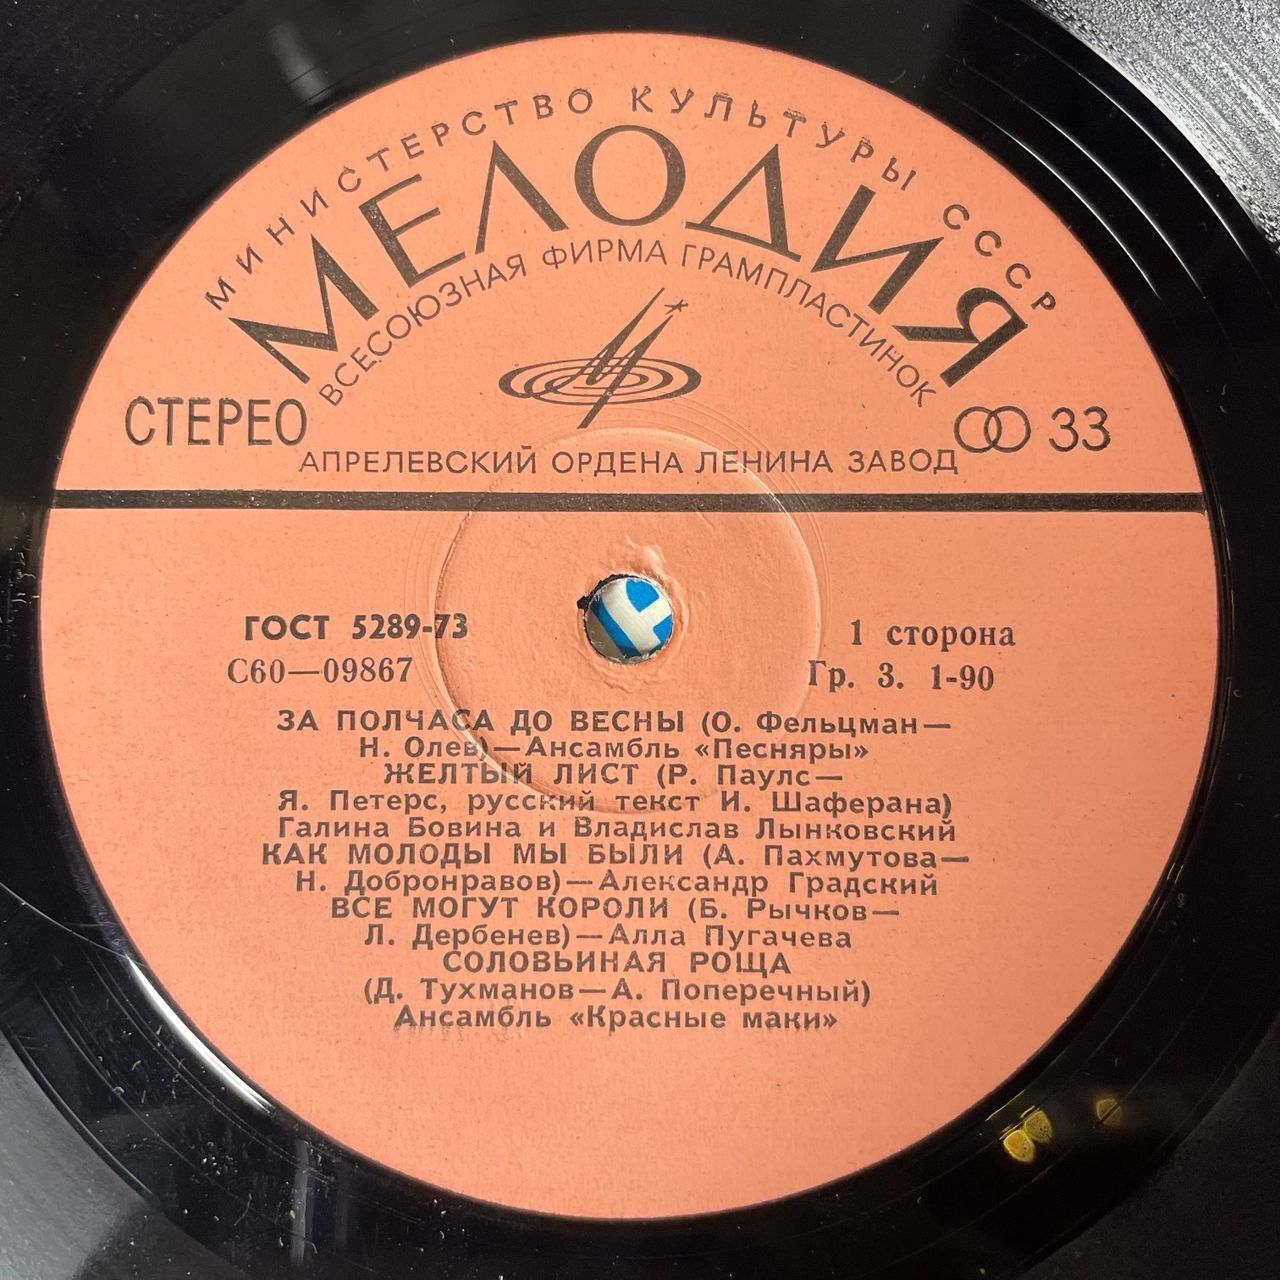 МИНИСТЕРСТВО КУЛЬТУРЫ СССР
МЕЛОДИЯ
ВСЕСОЮЗНАЯ ФИРМА ГРАМПЛАСТИНОК
СТЕРЕО
33
АПРЕЛЕВСКИЙ ОРДЕНА ЛЕНИНА ЗАВОД
ГОСТ 5289-73
1 сторона
С60—09867
Гр. 3. 1-90
ЗА ПОЛЧАСА ДО ВЕСНЫ (О. Фельцман—
Н. Олев)—Ансамбль «Песняры»
ЖЕЛТЫЙ ЛИСТ (Р. Паулс—
Я. Петерс, русский текст И. Шаферана)
Галина Бовина и Владислав Лынковский
КАК МОЛОДЫ МЫ БЫЛИ (А. Пахмутова—
Н. Добронравов)—Александр Градский
ВСЕ МОГУТ КОРОЛИ (Б. Рычков—
Л. Дербенев)—Алла Пугачева
СОЛОВЬИНАЯ РОЩА
(Д. Тухманов—А. Поперечный)
Ансамбль «Красные маки»